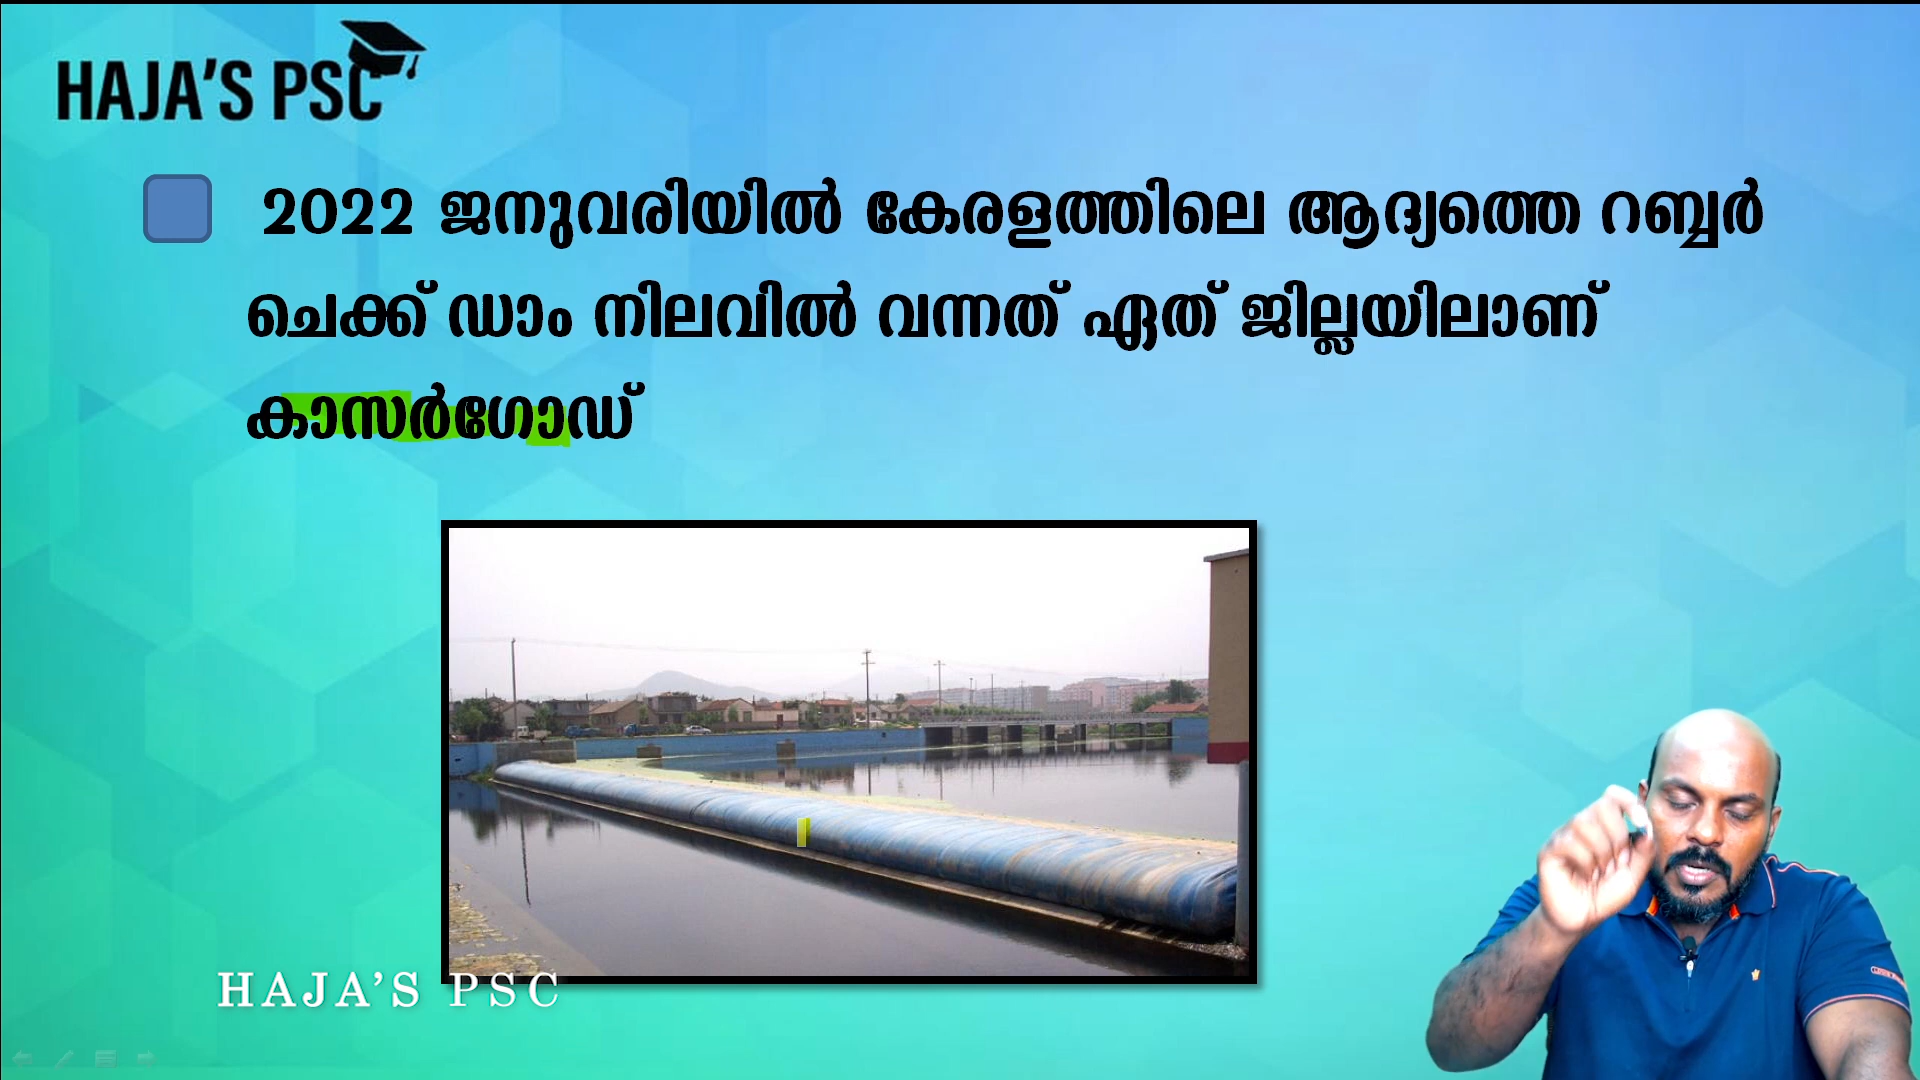 HAJA'S PSC
2022 ജനുവരിയിൽ കേരളത്തിലെ ആദ്യത്തെ റബ്ബർ
ചെക്ക് ഡാം നിലവിൽ വന്നത് ഏത് ജില്ലയിലാണ്
കാസർഗോഡ്
HAJA'S PSC